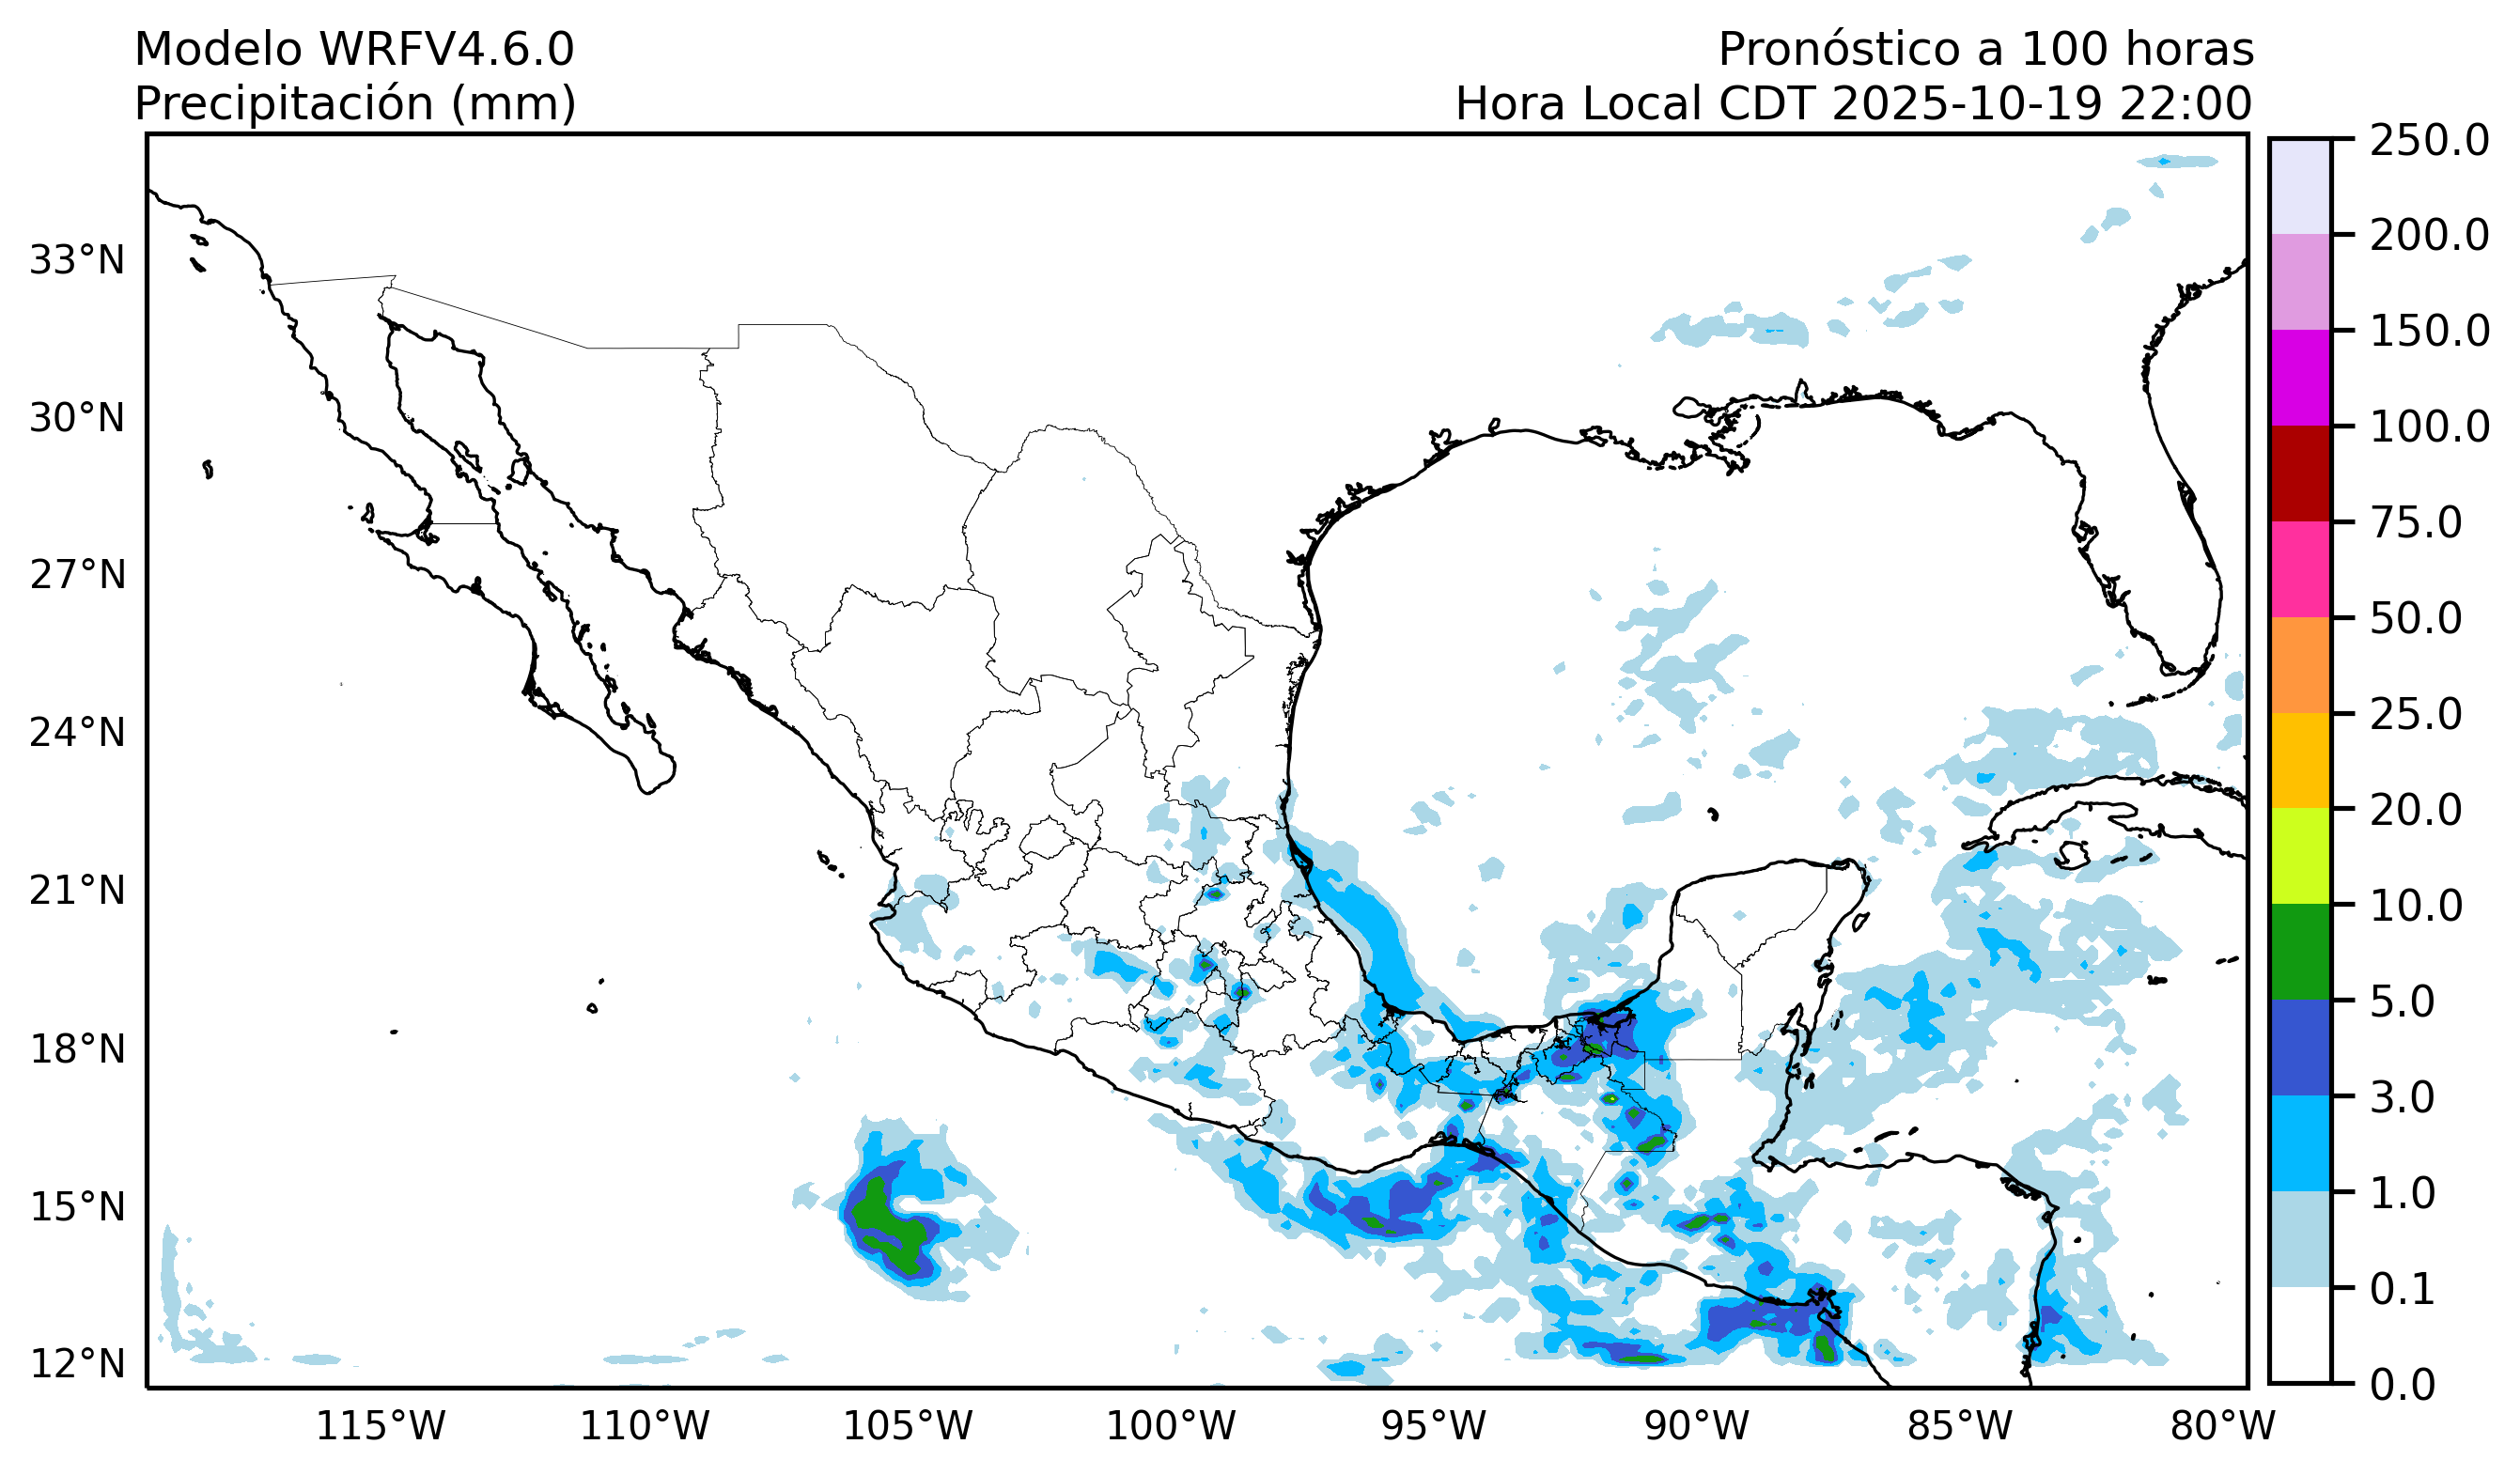 Modelo WRFV4.6.0
Precipitación (mm)
Pronóstico a 100 horas
Hora Local CDT 2025-10-19 22:00
33°N
30°N
27°N
24°N
21°N
18°N
15°N
12°N
115°W
110°W
105°W
100°W
95°W
90°W
85°W
80°W
250.0
200.0
150.0
100.0
75.0
50.0
25.0
20.0
10.0
5.0
3.0
1.0
0.1
0.0